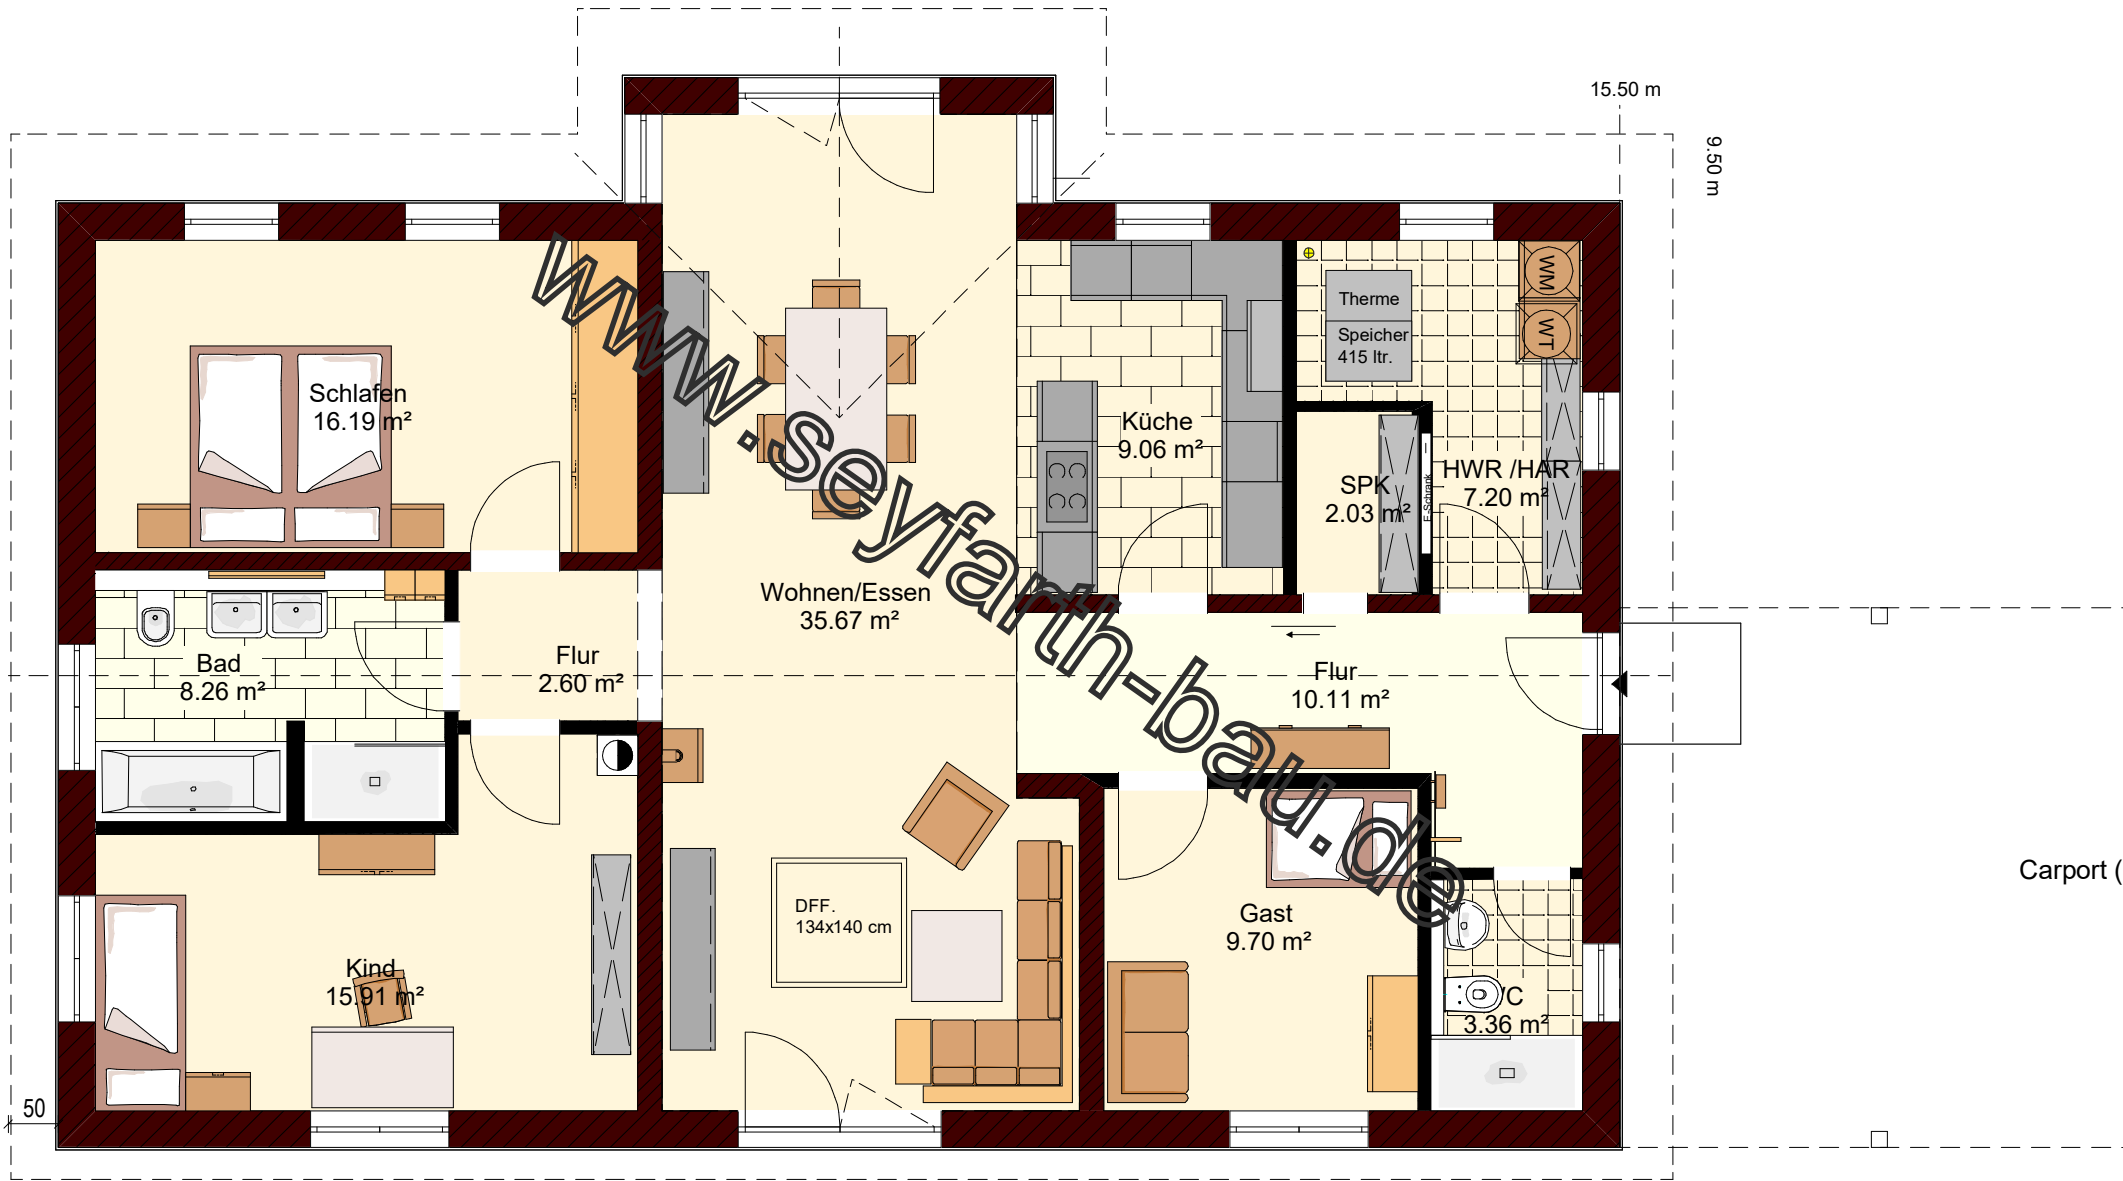 15.50 m
9.50 m
WM
WT
Therme
Speicher
415 ltr.
Schlafen
16.19 m²
Küche
9.06 m²
HWR /HAR
7.20 m²
SPK
2.03 m²
E-Schrank
Wohnen/Essen
35.67 m²
Bad
8.26 m²
Flur
2.60 m²
Flur
10.11 m²
Carport (
DFF.
134x140 cm
Gast
9.70 m²
Kind
15.91 m²
3.36 m²
50
www.seyfarth-bau.de